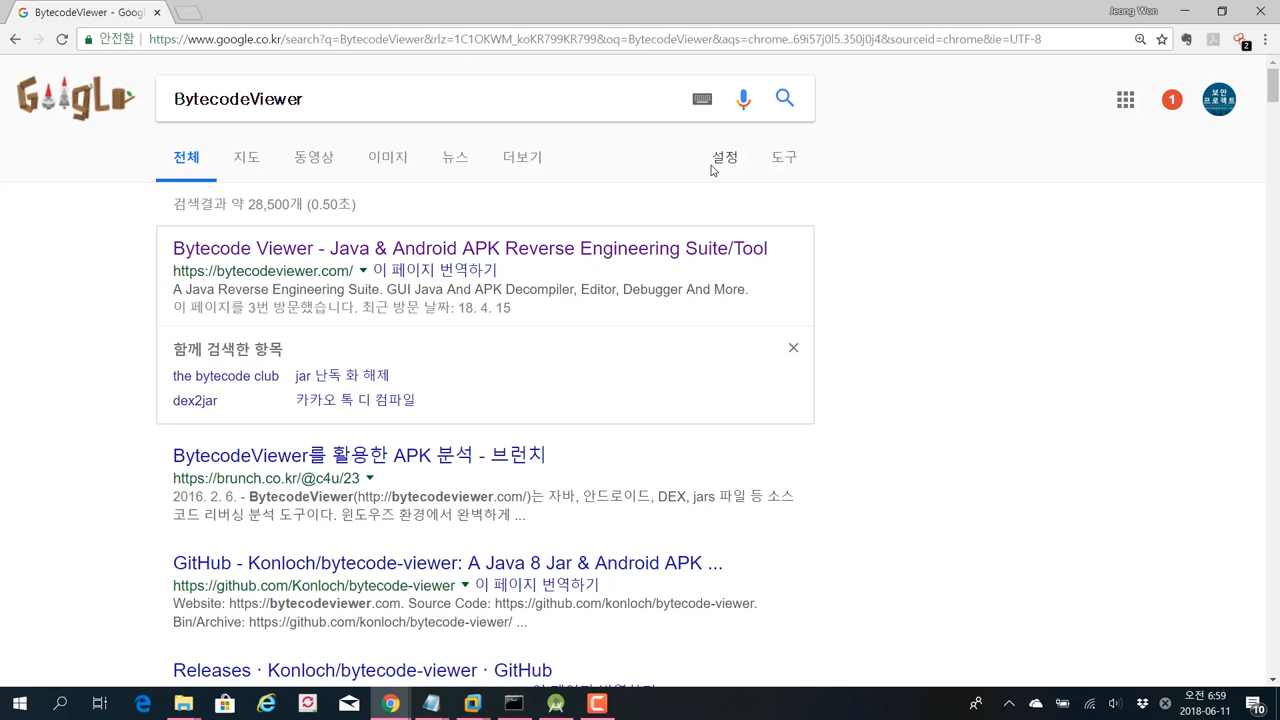 BytecodeViewer - Goog
Jeong Won
안전함
https://www.google.co.kr/search?q=BytecodeViewer&rlz=1C1OKWM_koKR799KR799&oq=BytecodeViewer&aqs=chrome..69i57j0l5.350j0j4&sourceid=chrome&ie=UTF-8
2
BytecodeViewer
1
보안
프로젝트
전체 지도 동영상 이미지 뉴스 더보기 설정 도구
검색결과 약 28,500개 (0.50초)
Bytecode Viewer - Java & Android APK Reverse Engineering Suite/Tool
https://bytecodeviewer.com/ 이 페이지 번역하기
A Java Reverse Engineering Suite. GUI Java And APK Decompiler, Editor, Debugger And More.
이 페이지를 3번 방문했습니다. 최근 방문 날짜: 18. 4. 15
함께 검색한 항목
the bytecode club jar 난독 화 해제
dex2jar 카카오 톡 디 컴파일
BytecodeViewer를 활용한 APK 분석 - 브런치
https://brunch.co.kr/@c4u/23
2016. 2. 6. - BytecodeViewer(http://bytecodeviewer.com/)는 자바, 안드로이드, DEX, jars 파일 등 소스
코드 리버싱 분석 도구이다. 윈도우즈 환경에서 완벽하게 ...
GitHub - Konloch/bytecode-viewer: A Java 8 Jar & Android APK ...
https://github.com/Konloch/bytecode-viewer 이 페이지 번역하기
Website: https://bytecodeviewer.com. Source Code: https://github.com/konloch/bytecode-viewer.
Bin/Archive: https://github.com/konloch/bytecode-viewer/ ...
Releases · Konloch/bytecode-viewer · GitHub
오전 6:59
2018-06-11
10